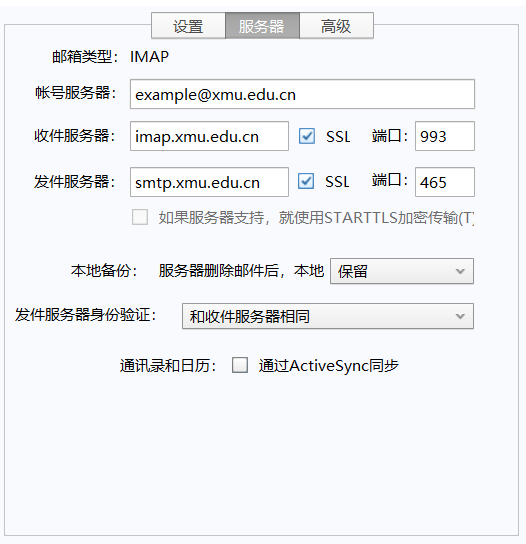 设置 服务器 高级
邮箱类型： IMAP
帐号服务器： example@xmu.edu.cn
收件服务器： imap.xmu.edu.cn SSL 端口： 993
发件服务器： smtp.xmu.edu.cn SSL 端口： 465
如果服务器支持，就使用STARTTLS加密传输(T)
本地备份： 服务器删除邮件后，本地 保留
发件服务器身份验证： 和收件服务器相同
通讯录和日历： 通过ActiveSync同步